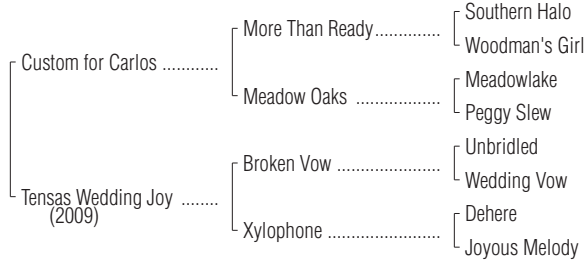 Southern Halo
More Than Ready..............
Woodman's Girl
Custom for Carlos ............
Meadowlake
Meadow Oaks ..................
Peggy Slew
Unbridled
Broken Vow ......................
Wedding Vow
Tensas Wedding Joy ........
(2009)
Dehere
Xylophone ........................
Joyous Melody